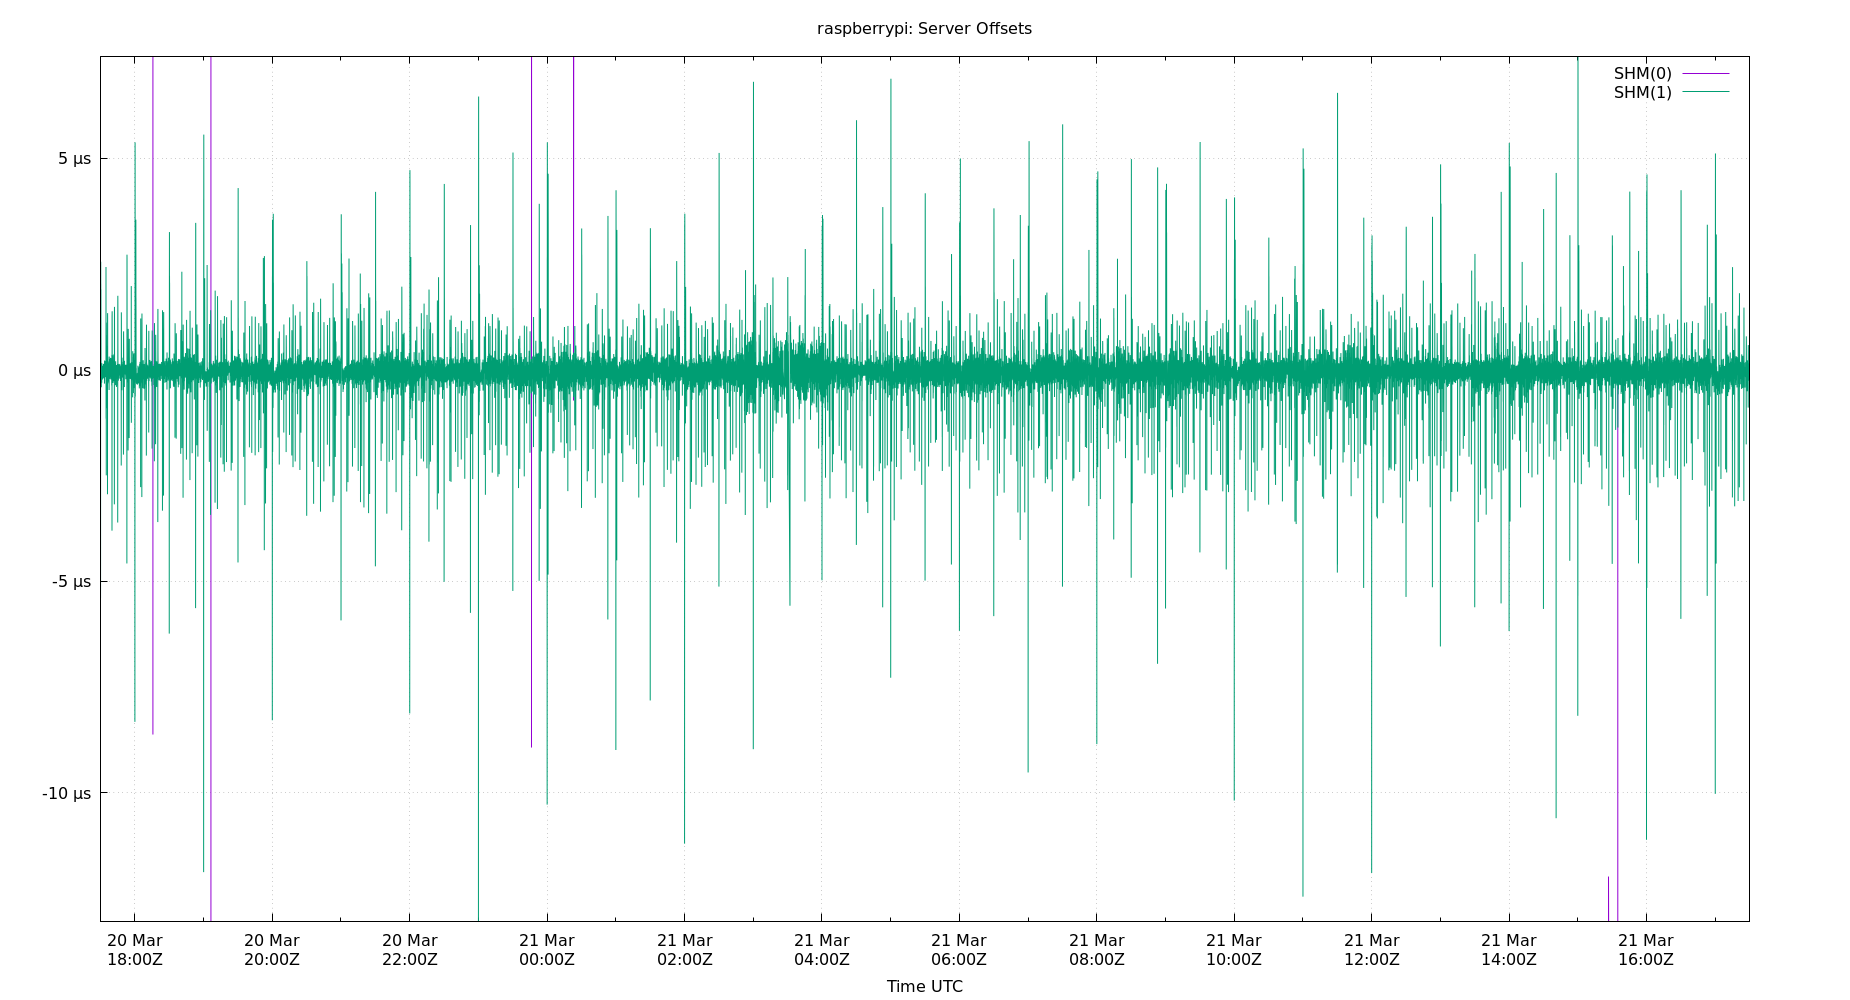 raspberrypi: Server Offsets
SHM(0)
SHM(1)
5 µs
0 µs
-5 µs
-10 µs
20 Mar 20 Mar 20 Mar 21 Mar 21 Mar 21 Mar 21 Mar 21 Mar 21 Mar 21 Mar 21 Mar 21 Mar
18:00Z 20:00Z 22:00Z 00:00Z 02:00Z 04:00Z 06:00Z 08:00Z 10:00Z 12:00Z 14:00Z 16:00Z
Time UTC